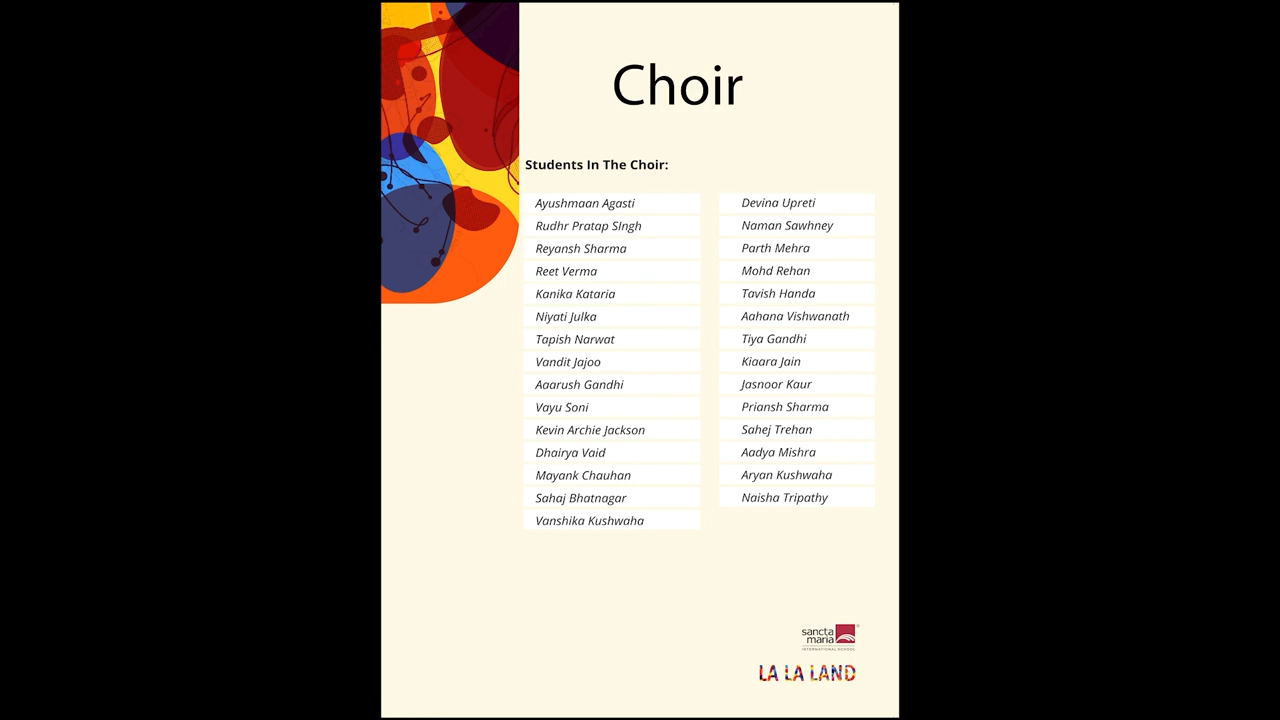 Choir
Students In The Choir:
Ayushmaan Agasti
Rudhr Pratap SIngh
Reyansh Sharma
Reet Verma
Kanika Kataria
Niyati Julka
Tapish Narwat
Vandit Jajoo
Aaarush Gandhi
Vayu Soni
Kevin Archie Jackson
Dhairya Vaid
Mayank Chauhan
Sahaj Bhatnagar
Vanshika Kushwaha
Devina Upreti
Naman Sawhney
Parth Mehra
Mohd Rehan
Tavish Handa
Aahana Vishwanath
Tiya Gandhi
Kiaara Jain
Jasnoor Kaur
Priansh Sharma
Sahej Trehan
Aadya Mishra
Aryan Kushwaha
Naisha Tripathy
sancta
maria
INTERNATIONAL SCHOOL
LA LA LAND